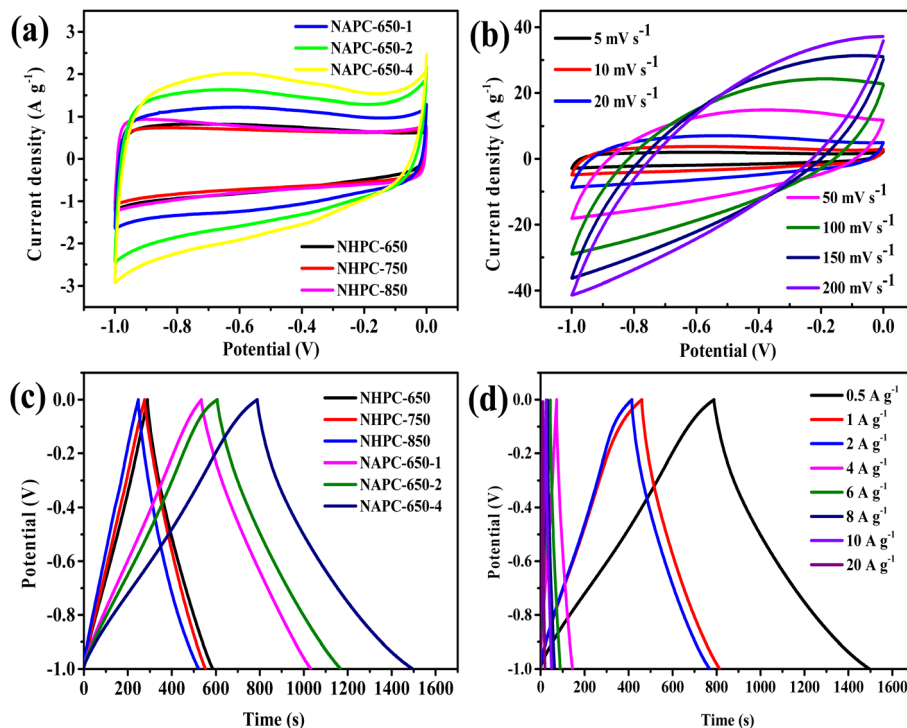 (a)
NAPC-650-1
NAPC-650-2
NAPC-650-4
NHPC-650
NHPC-750
NHPC-850
3
2
1
0
-1
-2
-3
Current density (A g⁻¹)
-1.0 -0.8 -0.6 -0.4 -0.2 0.0
Potential (V)
(b)
5 mV s⁻¹
10 mV s⁻¹
20 mV s⁻¹
50 mV s⁻¹
100 mV s⁻¹
150 mV s⁻¹
200 mV s⁻¹
40
20
0
-20
-40
Current density (A g⁻¹)
-1.0 -0.8 -0.6 -0.4 -0.2 0.0
Potential (V)
(c)
NHPC-650
NHPC-750
NHPC-850
NAPC-650-1
NAPC-650-2
NAPC-650-4
0.0
-0.2
-0.4
-0.6
-0.8
-1.0
Potential (V)
0 200 400 600 800 1000 1200 1400 1600
Time (s)
(d)
0.5 A g⁻¹
1 A g⁻¹
2 A g⁻¹
4 A g⁻¹
6 A g⁻¹
8 A g⁻¹
10 A g⁻¹
20 A g⁻¹
0.0
-0.2
-0.4
-0.6
-0.8
-1.0
Potential (V)
0 200 400 600 800 1000 1200 1400 1600
Time (s)